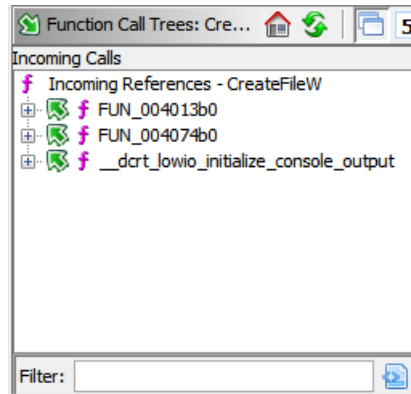 Function Call Trees: Cre... 5
Incoming Calls
f Incoming References - CreateFileW
f FUN_004013b0
f FUN_004074b0
f __dcrt_lowio_initialize_console_output
Filter: